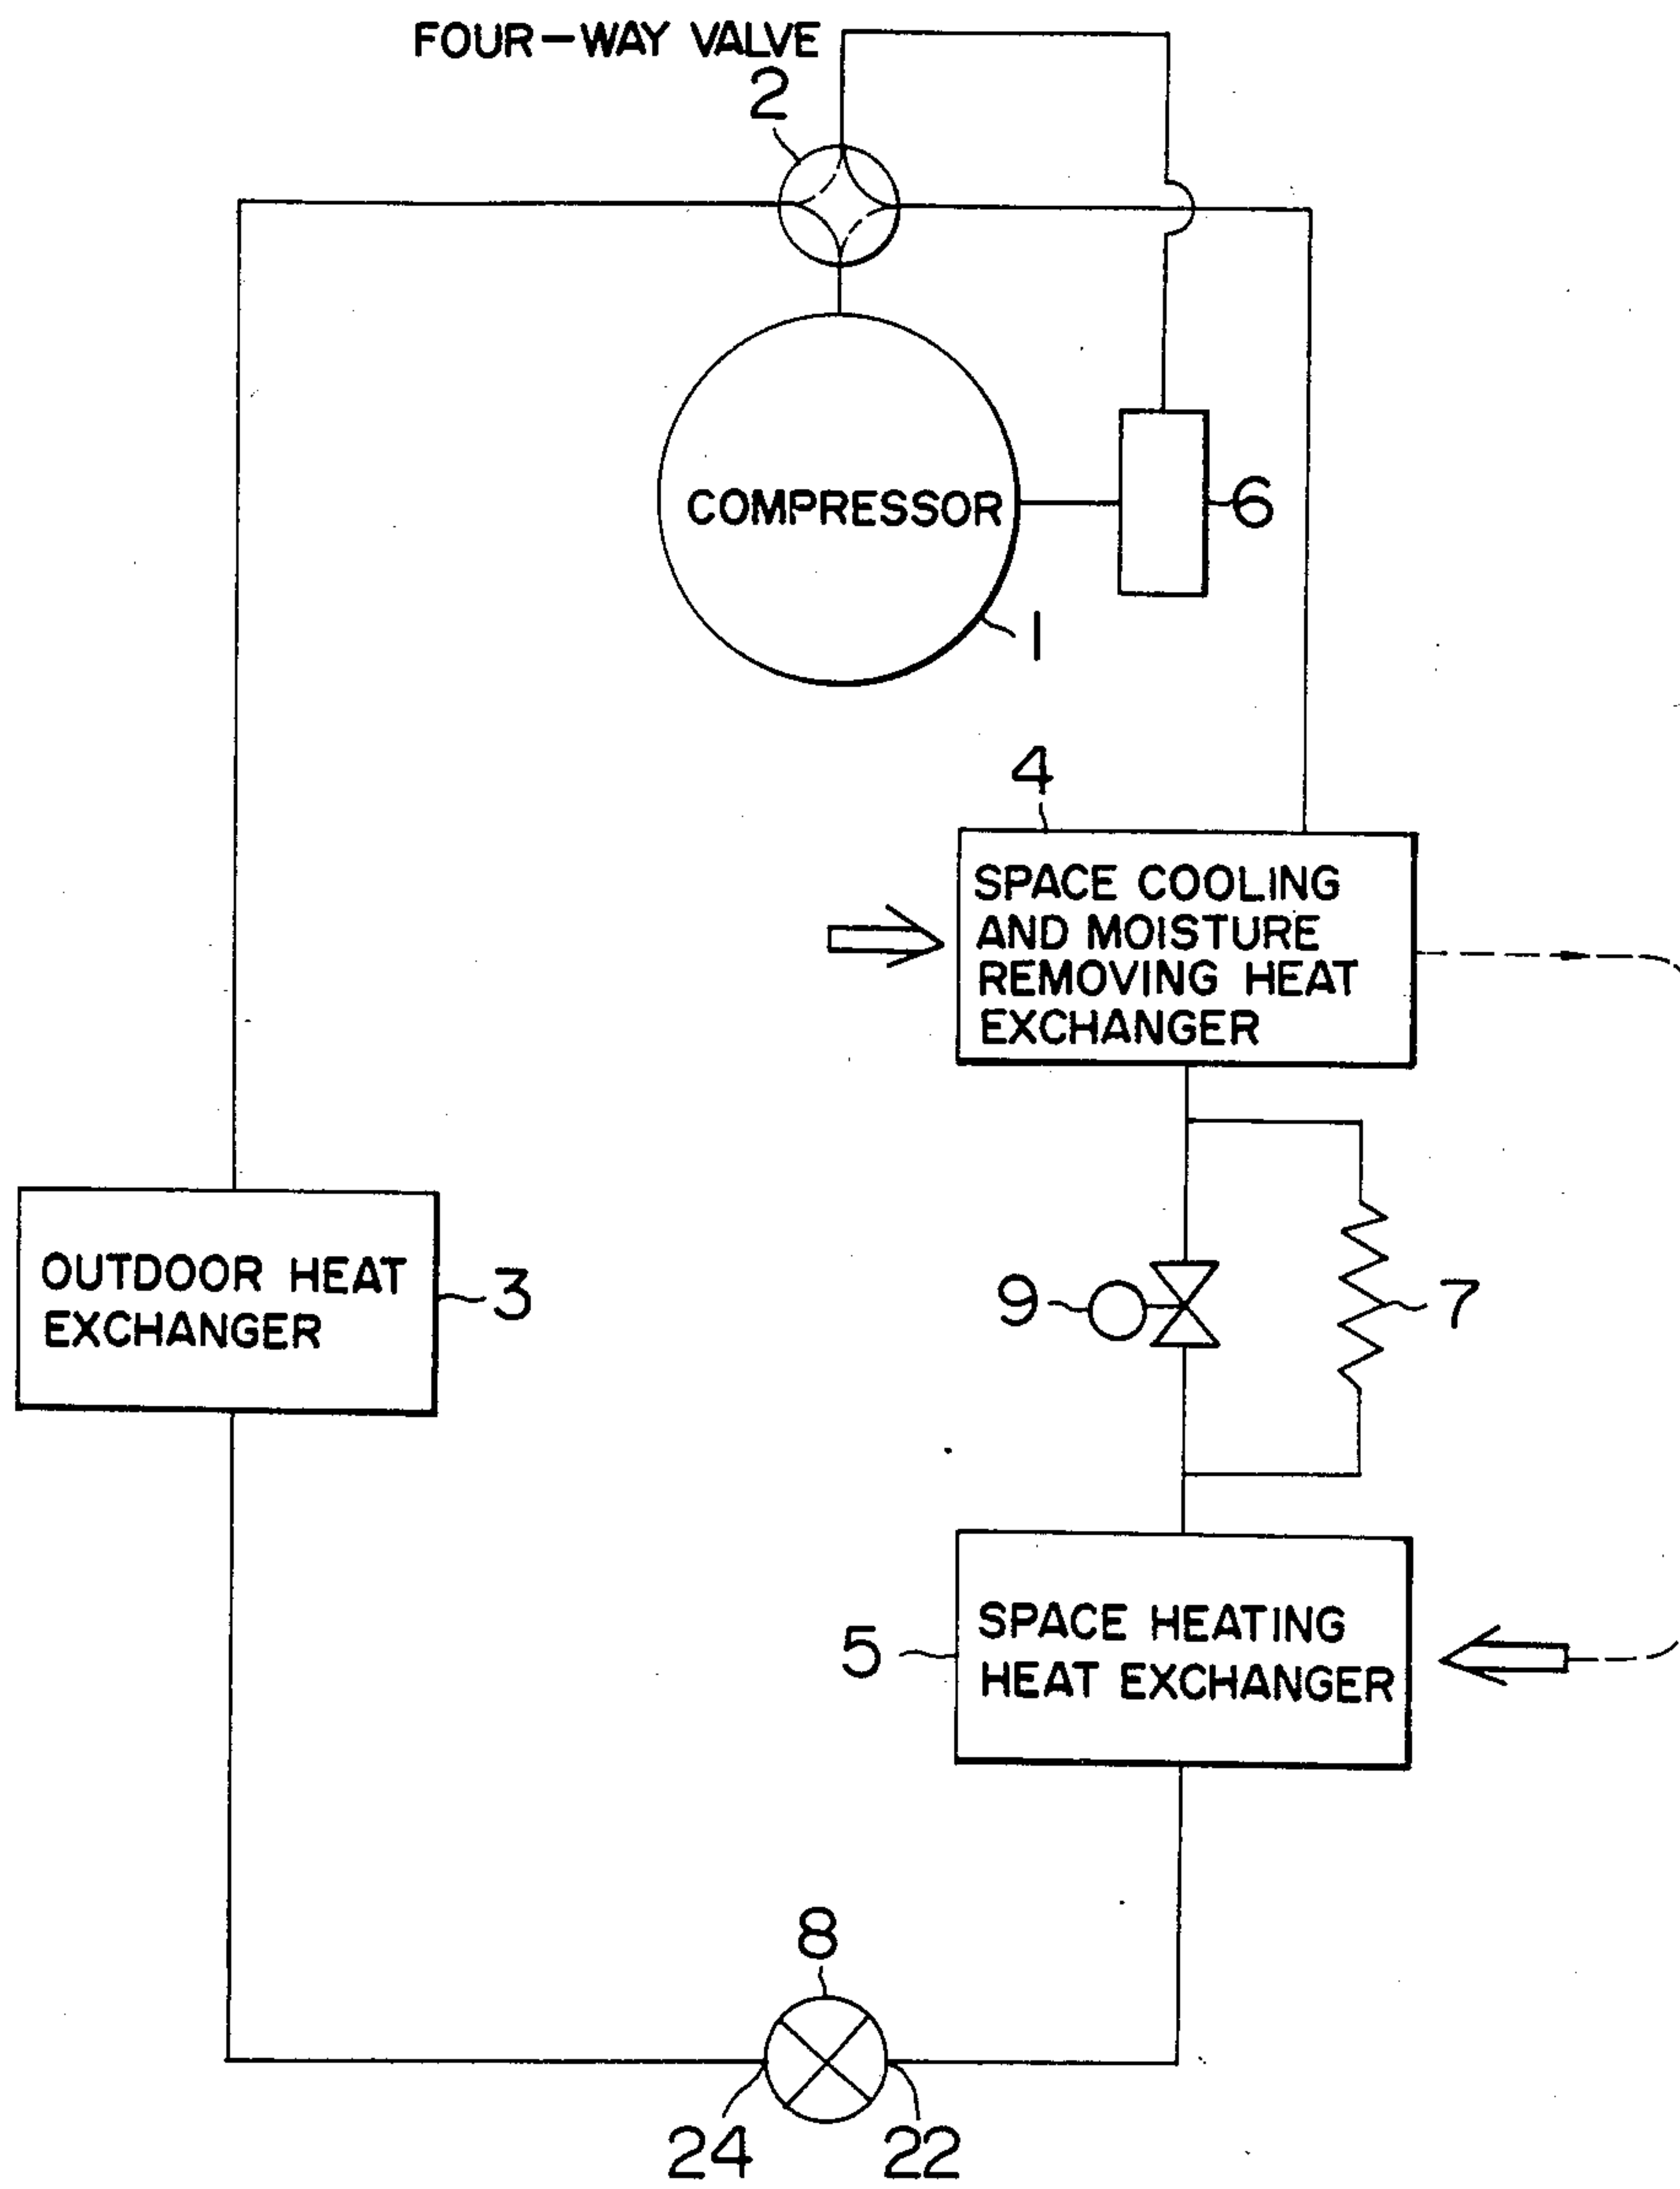 FOUR-WAY VALVE
2
COMPRESSOR
6
1
4
SPACE COOLING
AND MOISTURE
REMOVING HEAT
EXCHANGER
OUTDOOR HEAT
EXCHANGER
3
9
7
5
SPACE HEATING
HEAT EXCHANGER
8
24
22